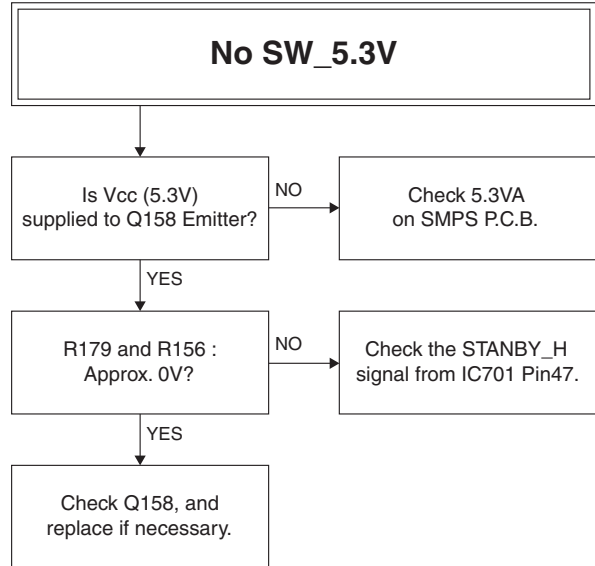 No SW_5.3V
Is Vcc (5.3V)
supplied to Q158 Emitter?
NO
Check 5.3VA
on SMPS P.C.B.
YES
R179 and R156 :
Approx. 0V?
NO
Check the STANBY_H
signal from IC701 Pin47.
YES
Check Q158, and
replace if necessary.